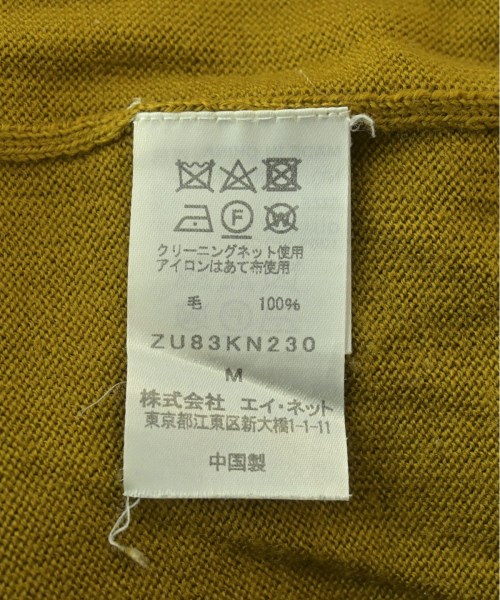 F W
クリーニングネット使用
アイロンはあて布使用
毛 100%
ZU83KN230
M
株式会社 エイ・ネット
東京都江東区新大橋1-1-11
中国製